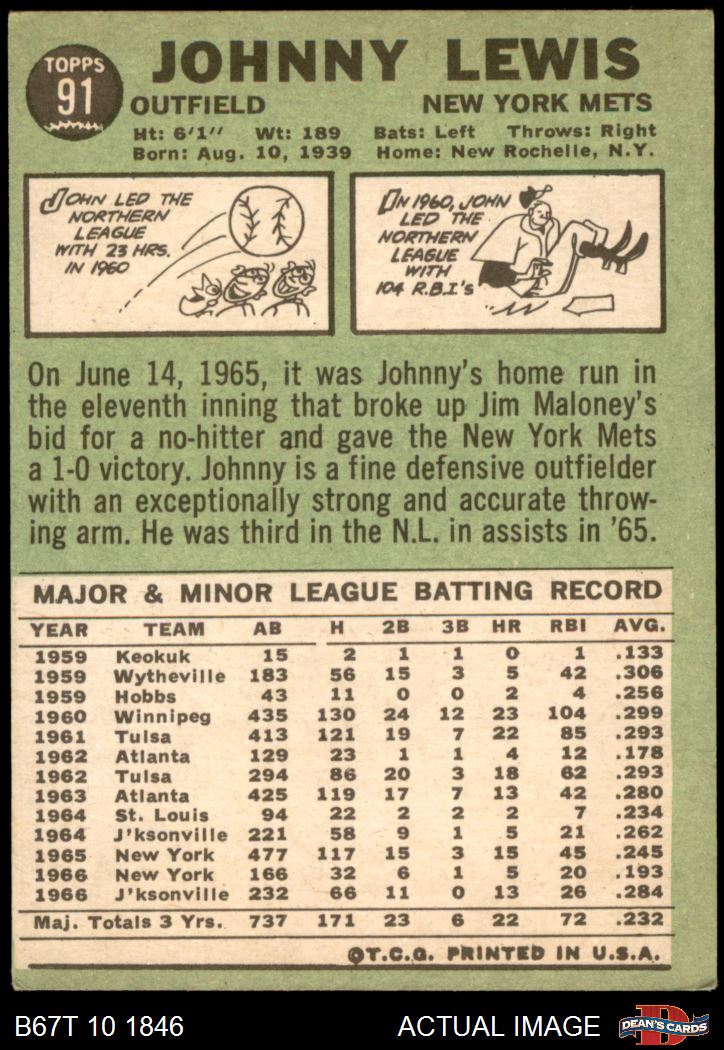 TOPPS
91
JOHNNY LEWIS
OUTFIELD NEW YORK METS
Ht: 6'1" Wt: 189 Bats: Left Throws: Right
Born: Aug. 10, 1939 Home: New Rochelle, N.Y.
JOHN LED THE
NORTHERN
LEAGUE
WITH 23 HRS.
IN 1960
IN 1960, JOHN
LED THE
NORTHERN
LEAGUE
WITH
104 R.B.I.'s
On June 14, 1965, it was Johnny's home run in
the eleventh inning that broke up Jim Maloney's
bid for a no-hitter and gave the New York Mets
a 1-0 victory. Johnny is a fine defensive outfielder
with an exceptionally strong and accurate throw-
ing arm. He was third in the N.L. in assists in '65.
MAJOR & MINOR LEAGUE BATTING RECORD
YEAR TEAM AB H 2B 3B HR RBI AVG.
1959 Keokuk 15 2 1 1 0 1 .133
1959 Wytheville 183 56 15 3 5 42 .306
1959 Hobbs 43 11 0 0 2 4 .256
1960 Winnipeg 435 130 24 12 23 104 .299
1961 Tulsa 413 121 19 7 22 85 .293
1962 Atlanta 129 23 1 1 4 12 .178
1962 Tulsa 294 86 20 3 18 62 .293
1963 Atlanta 425 119 17 7 13 42 .280
1964 St. Louis 94 22 2 2 2 7 .234
1964 J'ksonville 221 58 9 1 5 21 .262
1965 New York 477 117 15 3 15 45 .245
1966 New York 166 32 6 1 5 20 .193
1966 J'ksonville 232 66 11 0 13 26 .284
Maj. Totals 3 Yrs. 737 171 23 6 22 72 .232
©T.C.G. PRINTED IN U.S.A.
B67T 10 1846 ACTUAL IMAGE
D
DEAN'S CARDS